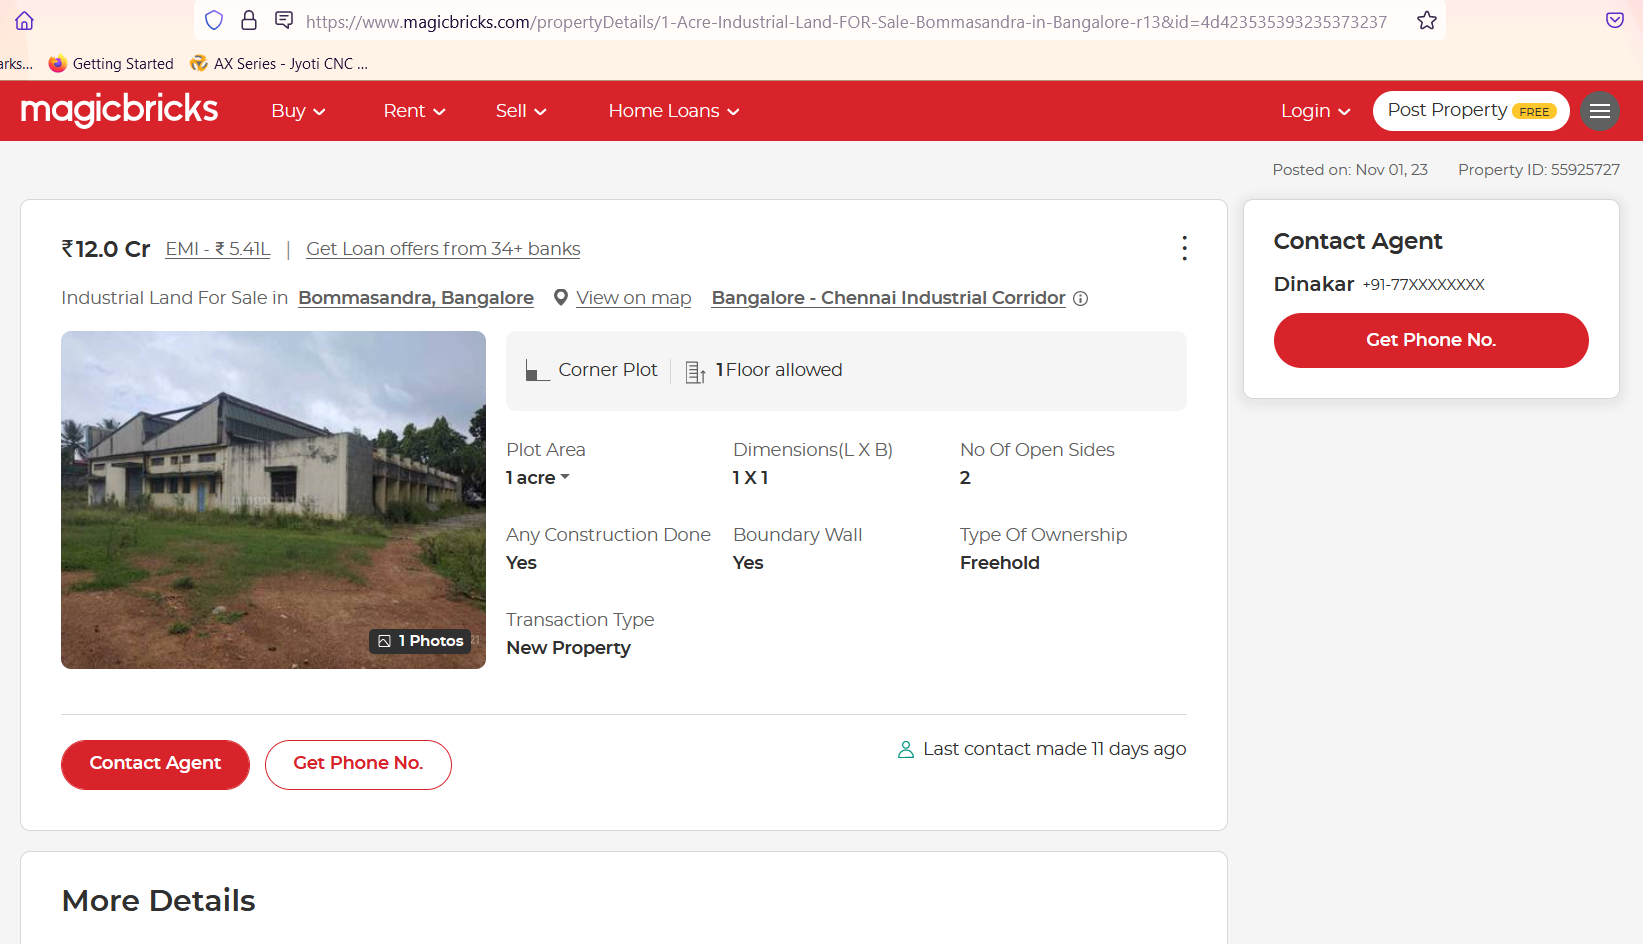 https://www.magicbricks.com/propertyDetails/1-Acre-Industrial-Land-FOR-Sale-Bommasandra-in-Bangalore-r13&id=4d423535393235373237
arks... Getting Started AX Series - Jyoti CNC ...
magicbricks Buy Rent Sell Home Loans Login Post Property FREE
Posted on: Nov 01, 23 Property ID: 55925727
₹12.0 Cr EMI - ₹ 5.41L | Get Loan offers from 34+ banks
Industrial Land For Sale in Bommasandra, Bangalore View on map Bangalore - Chennai Industrial Corridor
Corner Plot 1 Floor allowed
Plot Area Dimensions(L X B) No Of Open Sides
1 acre 1 X 1 2
Any Construction Done Boundary Wall Type Of Ownership
Yes Yes Freehold
Transaction Type
New Property
magicbricks
1 Photos 21
Contact Agent Get Phone No. Last contact made 11 days ago
More Details
Contact Agent
Dinakar +91-77XXXXXXXX
Get Phone No.